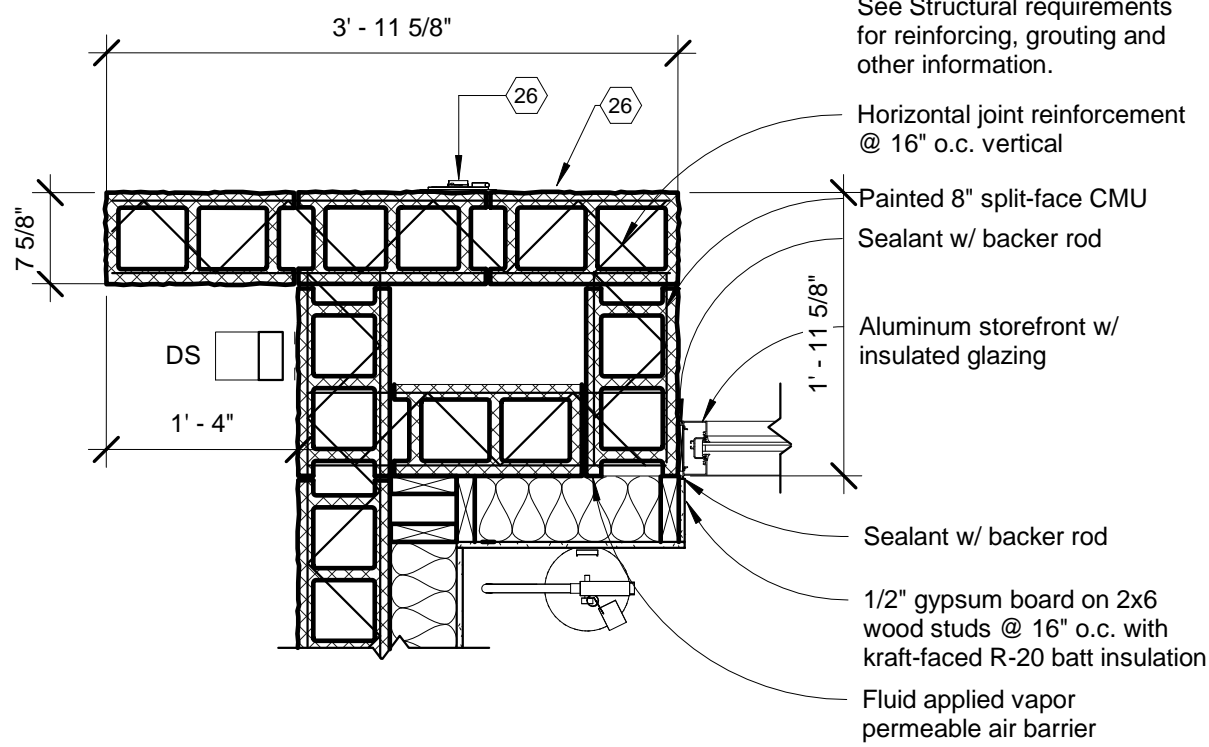 See Structural requirements
for reinforcing, grouting and
other information.
3' - 11 5/8"
26
26
Horizontal joint reinforcement
@ 16" o.c. vertical
Painted 8" split-face CMU
Sealant w/ backer rod
7 5/8"
1' - 11 5/8"
Aluminum storefront w/
insulated glazing
DS
1' - 4"
Sealant w/ backer rod
1/2" gypsum board on 2x6
wood studs @ 16" o.c. with
kraft-faced R-20 batt insulation
Fluid applied vapor
permeable air barrier